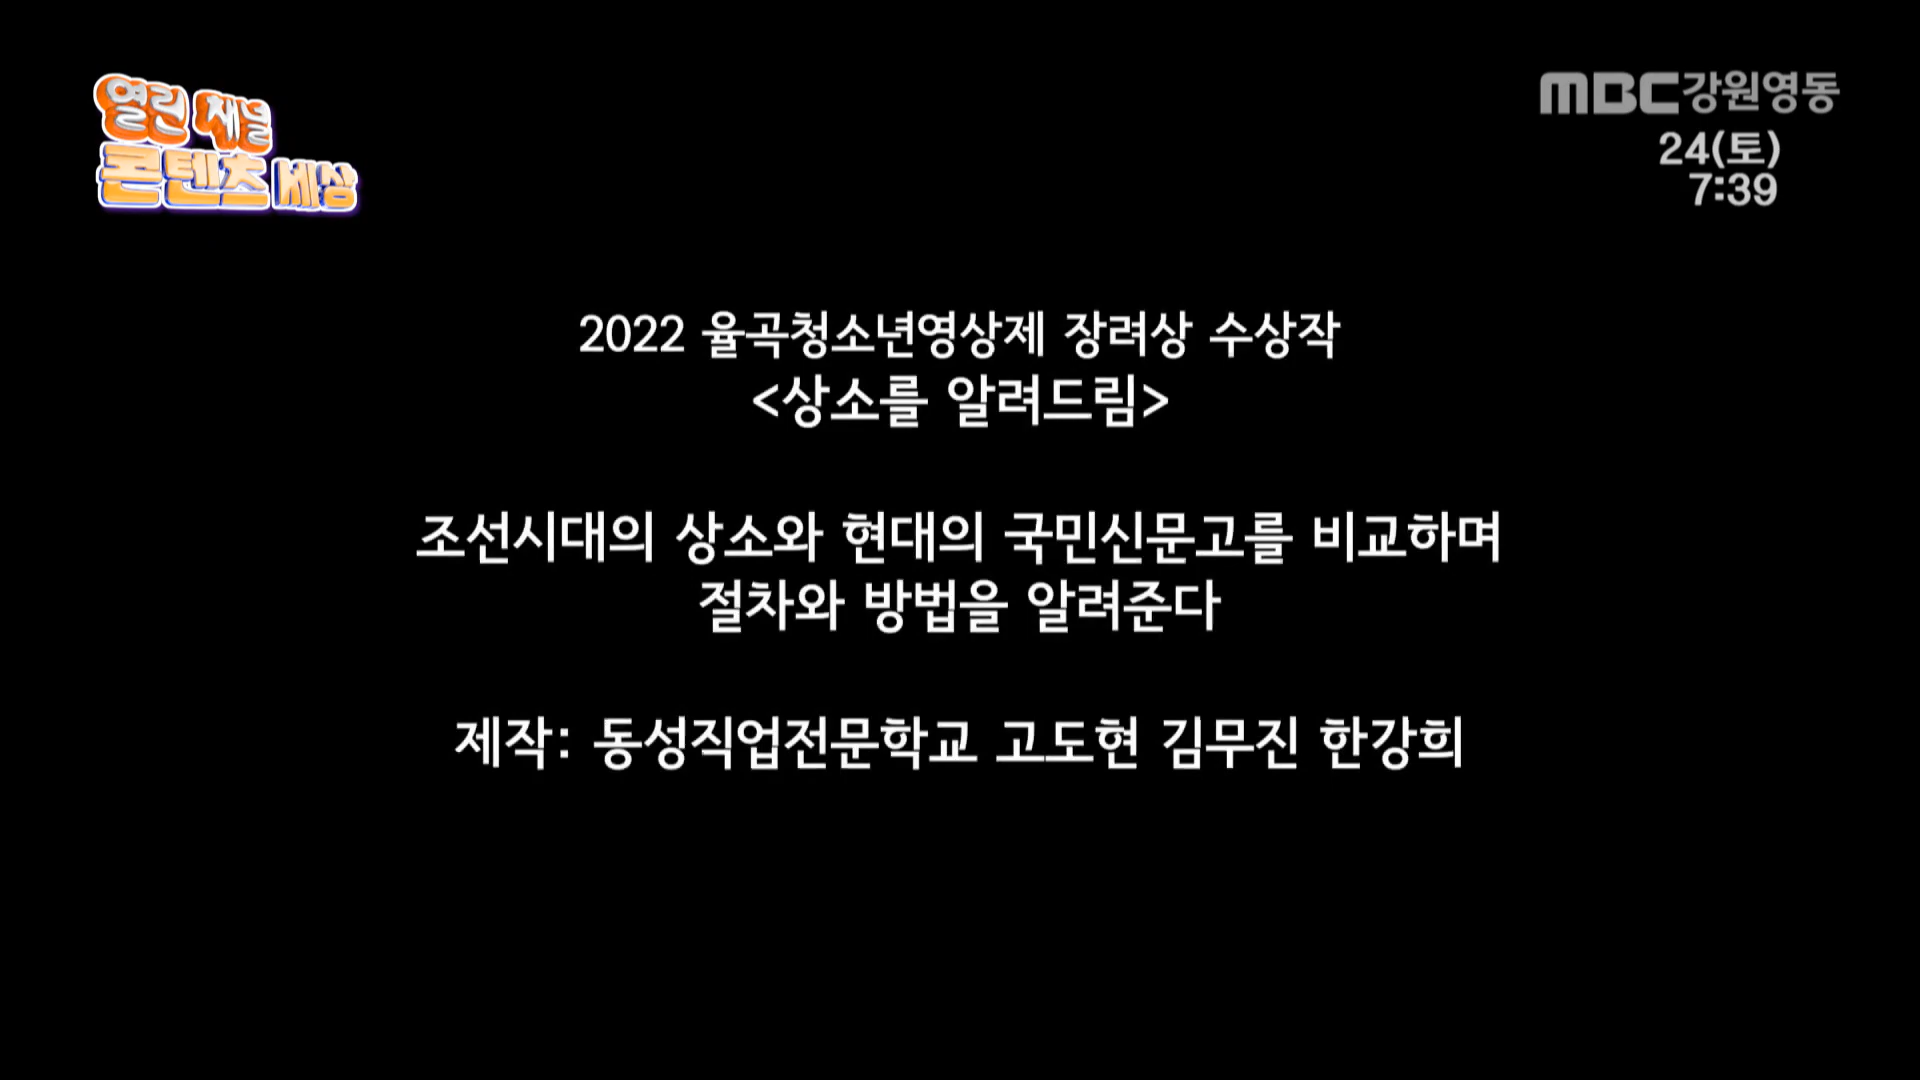 열린 채널
콘텐츠 세상
MBC강원영동
24(토)
7:39
2022 율곡청소년영상제 장려상 수상작
<상소를 알려드림>
조선시대의 상소와 현대의 국민신문고를 비교하며
절차와 방법을 알려준다
제작: 동성직업전문학교 고도현 김무진 한강희